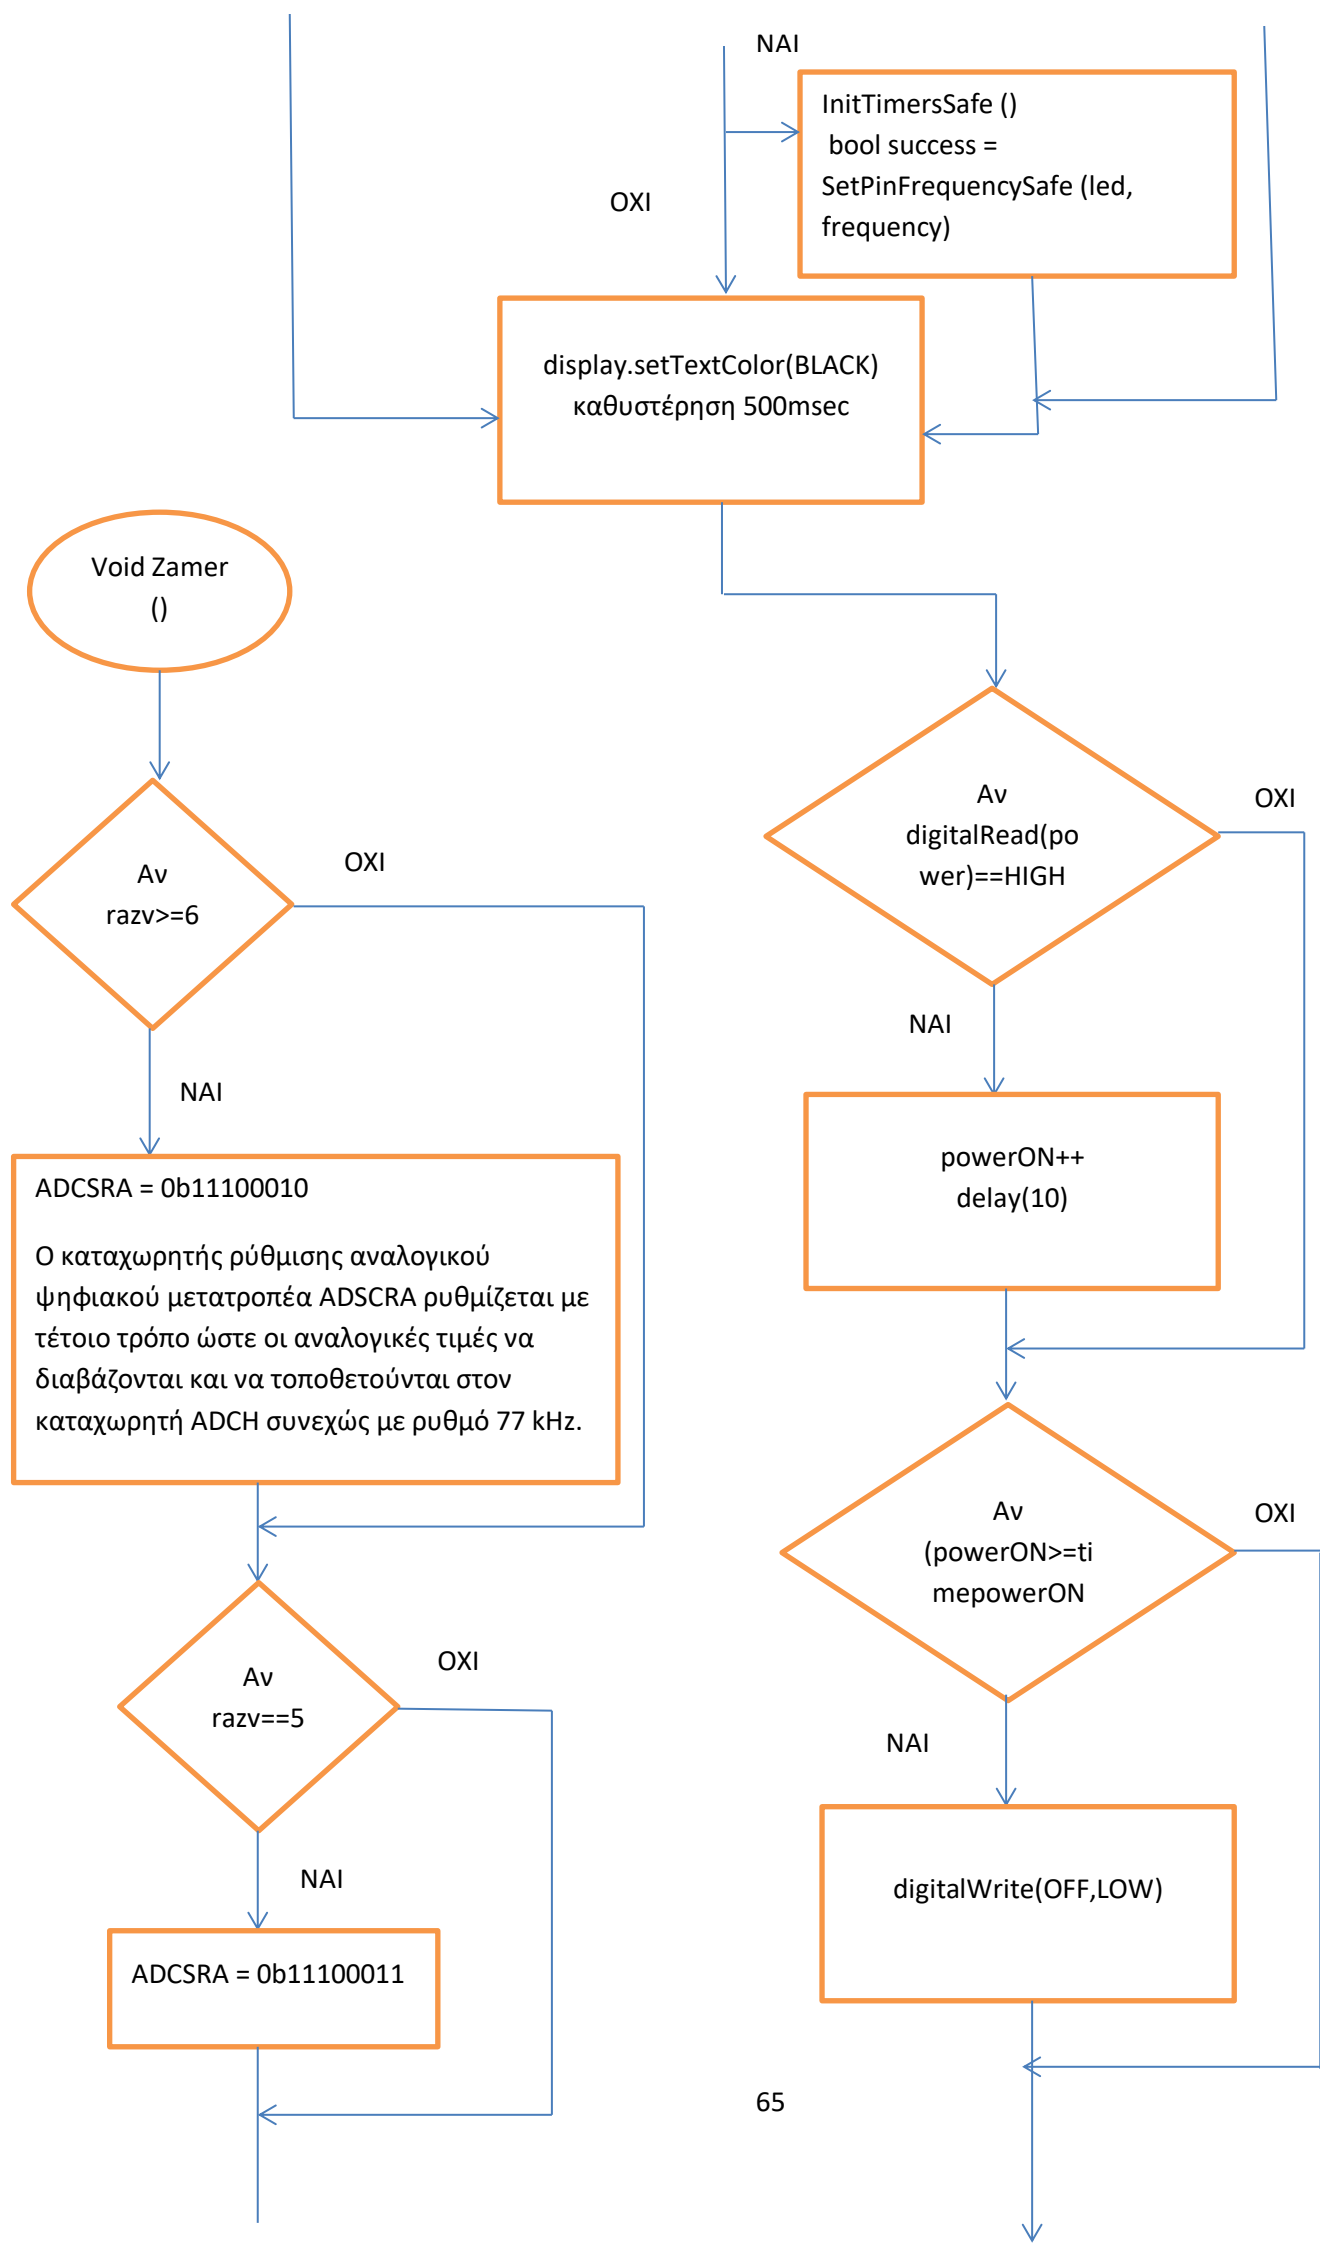 ΝΑΙ
InitTimersSafe ()
bool success =
SetPinFrequencySafe (led,
frequency)
ΟΧΙ
display.setTextColor(BLACK)
καθυστέρηση 500msec
Void Zamer
()
Αν
razv>=6
ΟΧΙ
ΝΑΙ
ADCSRA = 0b11100010
Ο καταχωρητής ρύθμισης αναλογικού
ψηφιακού μετατροπέα ADSCRA ρυθμίζεται με
τέτοιο τρόπο ώστε οι αναλογικές τιμές να
διαβάζονται και να τοποθετούνται στον
καταχωρητή ADCH συνεχώς με ρυθμό 77 kHz.
Αν
razv==5
ΟΧΙ
ΝΑΙ
ADCSRA = 0b11100011
Αν
digitalRead(po
wer)==HIGH
ΟΧΙ
ΝΑΙ
powerON++
delay(10)
Αν
(powerON>=ti
mepowerON
ΟΧΙ
ΝΑΙ
digitalWrite(OFF,LOW)
65